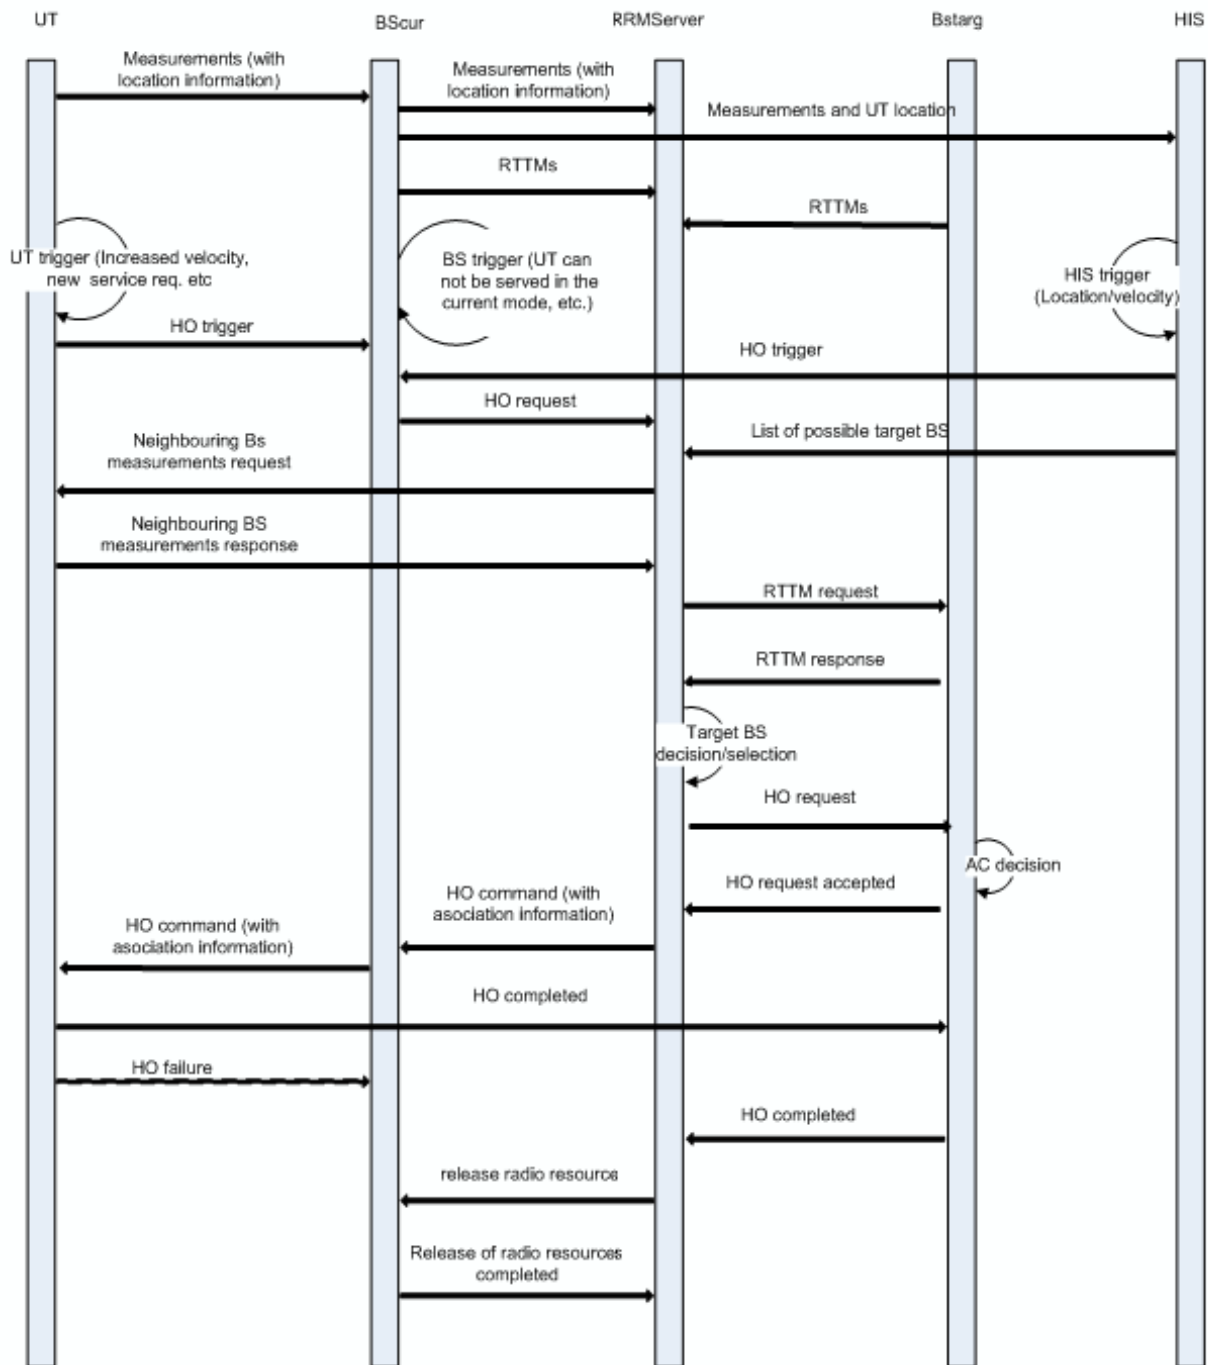 UT
BScur
RRMServer
Bstarg
HIS
Measurements (with
location information)
Measurements (with
location information)
Measurements and UT location
RTTMs
RTTMs
UT trigger (Increased velocity,
new service req. etc
BS trigger (UT can
not be served in the
current mode, etc.)
HIS trigger
(Location/velocity)
HO trigger
HO trigger
HO request
List of possible target BS
Neighbouring Bs
measurements request
Neighbouring BS
measurements response
RTTM request
RTTM response
Target BS
decision/selection
HO request
AC decision
HO request accepted
HO command (with
asociation information)
HO command (with
asociation information)
HO completed
HO failure
HO completed
release radio resource
Release of radio resources
completed